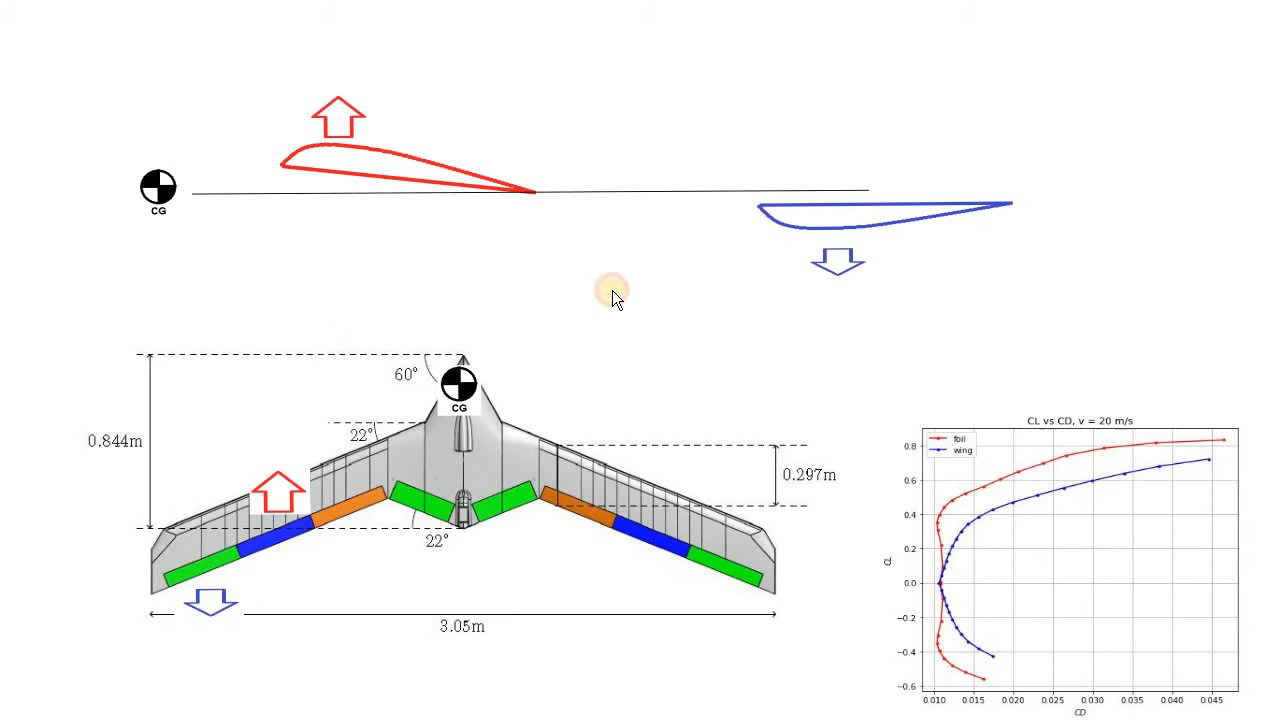 CG
60°
CG
22°
0.844m
0.297m
22°
3.05m
CL vs CD, v = 20 m/s
foil
wing
0.8
0.6
0.4
0.2
0.0
−0.2
−0.4
−0.6
CL
0.010 0.015 0.020 0.025 0.030 0.035 0.040 0.045
CD